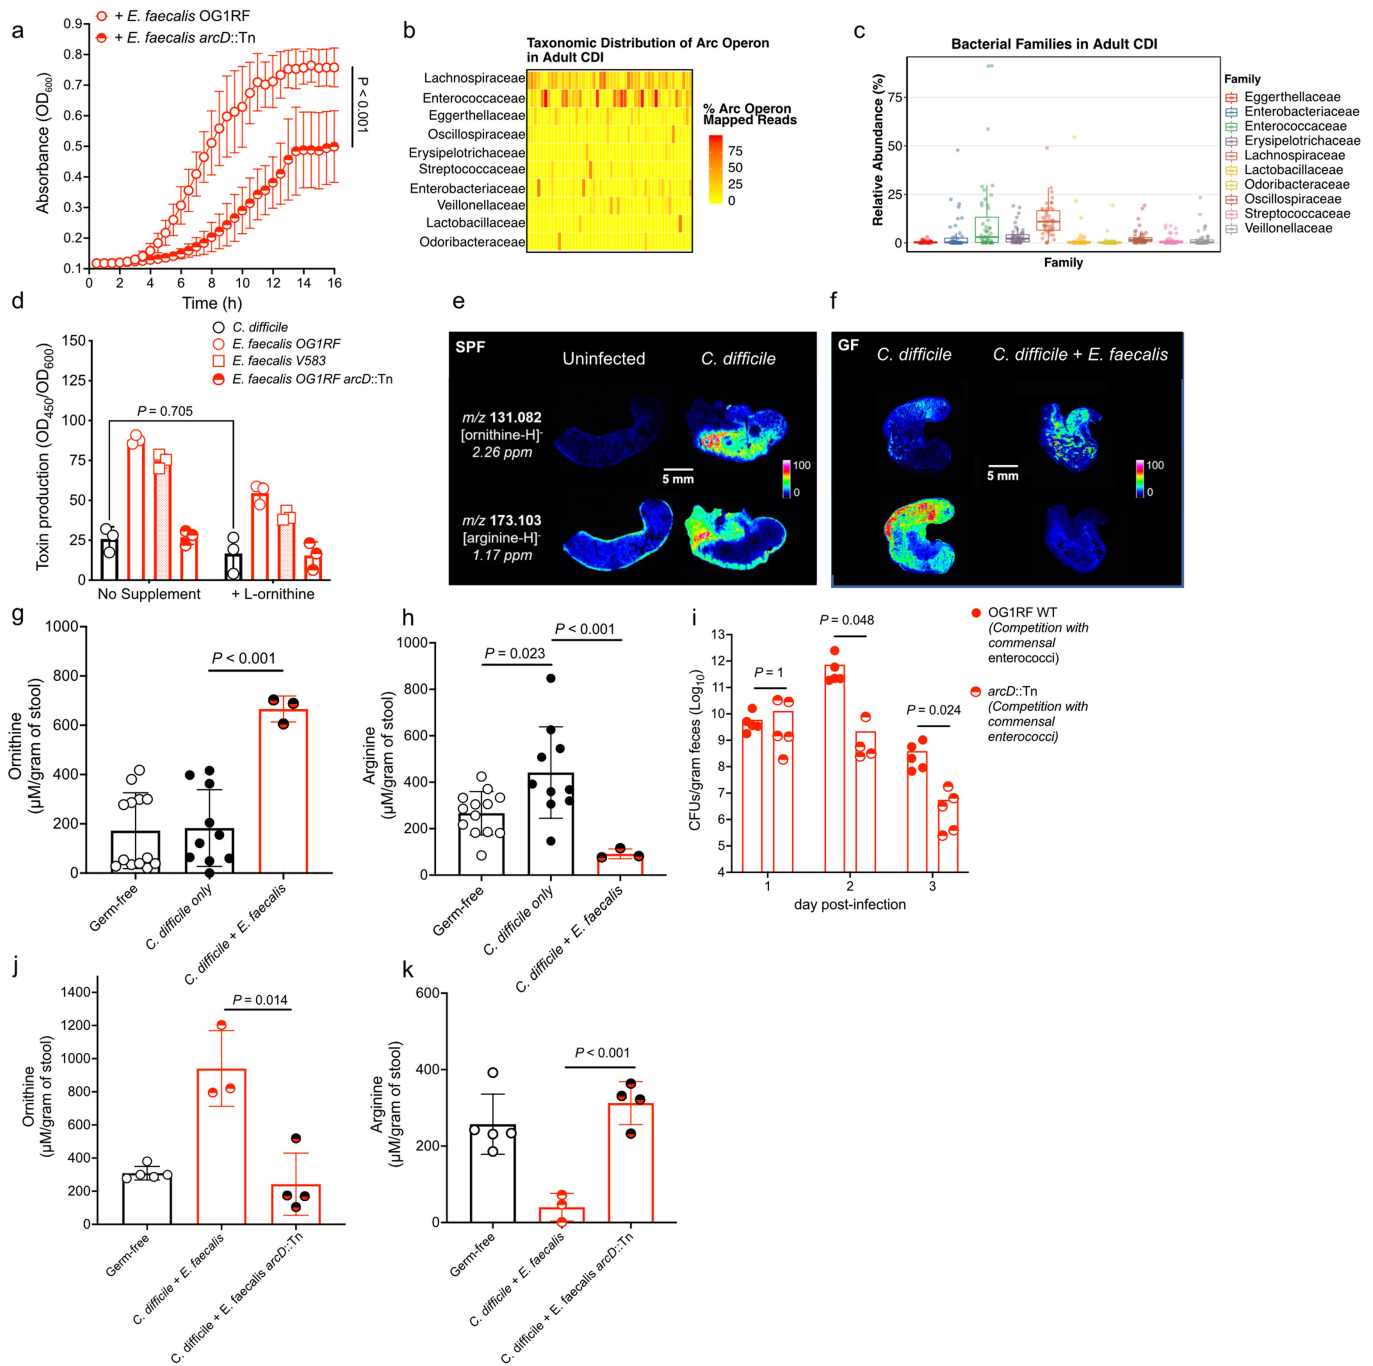 a
+ E. faecalis OG1RF
+ E. faecalis arcD::Tn
Absorbance (OD600)
0.9
0.8
0.7
0.6
0.5
0.4
0.3
0.2
0.1
P < 0.001
0 2 4 6 8 10 12 14 16
Time (h)
b
Taxonomic Distribution of Arc Operon
in Adult CDI
Lachnospiraceae
Enterococcaceae
Eggerthellaceae
Oscillospiraceae
Erysipelotrichaceae
Streptococcaceae
Enterobacteriaceae
Veillonellaceae
Lactobacillaceae
Odoribacteraceae
% Arc Operon
Mapped Reads
75
50
25
0
c
Bacterial Families in Adult CDI
Relative Abundance (%)
75
50
25
0
Family
Family
Eggerthellaceae
Enterobacteriaceae
Enterococcaceae
Erysipelotrichaceae
Lachnospiraceae
Lactobacillaceae
Odoribacteraceae
Oscillospiraceae
Streptococcaceae
Veillonellaceae
d
C. difficile
E. faecalis OG1RF
E. faecalis V583
E. faecalis OG1RF arcD::Tn
Toxin production (OD450/OD600)
150
125
100
75
50
25
0
P = 0.705
No Supplement
+ L-ornithine
e
SPF
Uninfected
C. difficile
m/z 131.082
[ornithine-H]-
2.26 ppm
5 mm
100
0
m/z 173.103
[arginine-H]-
1.17 ppm
f
GF
C. difficile
C. difficile + E. faecalis
5 mm
100
0
g
Ornithine
(µM/gram of stool)
1000
800
600
400
200
0
P < 0.001
Germ-free
C. difficile only
C. difficile + E. faecalis
h
Arginine
(µM/gram of stool)
1000
800
600
400
200
0
P = 0.023
P < 0.001
Germ-free
C. difficile only
C. difficile + E. faecalis
i
CFUs/gram feces (Log10)
13
12
11
10
9
8
7
6
5
4
P = 1
P = 0.048
P = 0.024
1 2 3
day post-infection
OG1RF WT
(Competition with
commensal
enterococci)
arcD::Tn
(Competition with
commensal
enterococci)
j
Ornithine
(µM/gram of stool)
1400
1200
1000
800
600
400
200
0
P = 0.014
Germ-free
C. difficile + E. faecalis
C. difficile + E. faecalis arcD::Tn
k
Arginine
(µM/gram of stool)
600
400
200
0
P < 0.001
Germ-free
C. difficile + E. faecalis
C. difficile + E. faecalis arcD::Tn